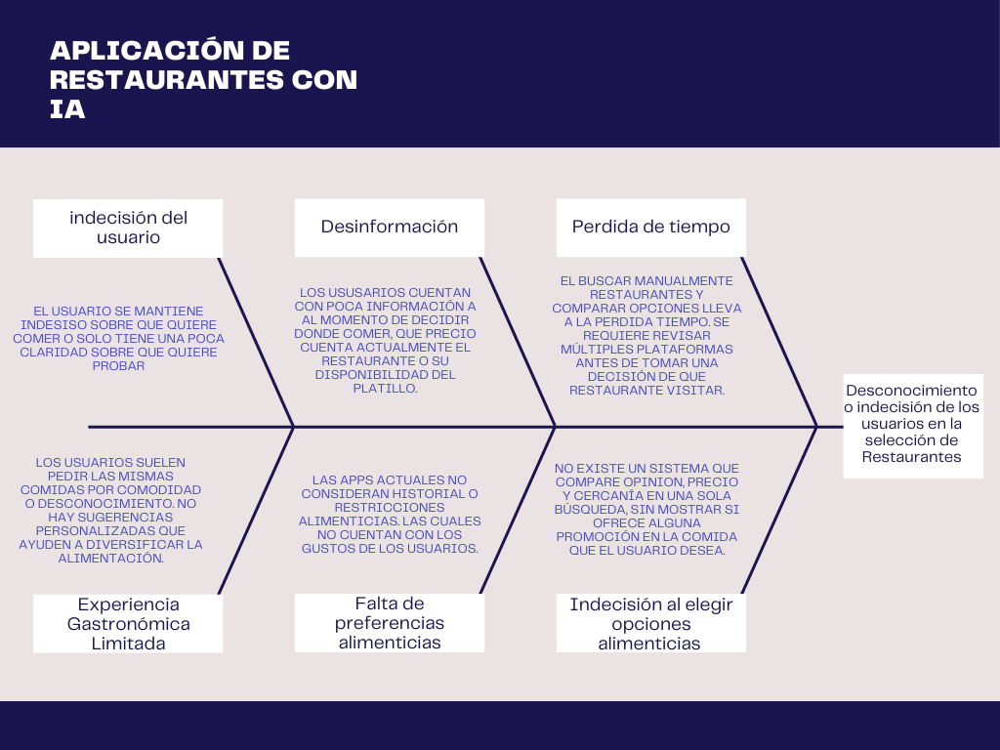 APLICACIÓN DE
RESTAURANTES CON
IA
indecisión del
usuario
Desinformación
Perdida de tiempo
EL USUARIO SE MANTIENE
INDESISO SOBRE QUE QUIERE
COMER O SOLO TIENE UNA POCA
CLARIDAD SOBRE QUE QUIERE
PROBAR
LOS USUSARIOS CUENTAN
CON POCA INFORMACIÓN A
AL MOMENTO DE DECIDIR
DONDE COMER, QUE PRECIO
CUENTA ACTUALMENTE EL
RESTAURANTE O SU
DISPONIBILIDAD DEL
PLATILLO.
EL BUSCAR MANUALMENTE
RESTAURANTES Y
COMPARAR OPCIONES LLEVA
A LA PERDIDA TIEMPO. SE
REQUIERE REVISAR
MÚLTIPLES PLATAFORMAS
ANTES DE TOMAR UNA
DECISIÓN DE QUE
RESTAURANTE VISITAR.
Desconocimiento
o indecisión de los
usuarios en la
selección de
Restaurantes
LOS USUARIOS SUELEN
PEDIR LAS MISMAS
COMIDAS POR COMODIDAD
O DESCONOCIMIENTO. NO
HAY SUGERENCIAS
PERSONALIZADAS QUE
AYUDEN A DIVERSIFICAR LA
ALIMENTACIÓN.
LAS APPS ACTUALES NO
CONSIDERAN HISTORIAL O
RESTRICCIONES
ALIMENTICIAS. LAS CUALES
NO CUENTAN CON LOS
GUSTOS DE LOS USUARIOS.
NO EXISTE UN SISTEMA QUE
COMPARE OPINION, PRECIO
Y CERCANÍA EN UNA SOLA
BÚSQUEDA, SIN MOSTRAR SI
OFRECE ALGUNA
PROMOCIÓN EN LA COMIDA
QUE EL USUARIO DESEA.
Experiencia
Gastronómica
Limitada
Falta de
preferencias
alimenticias
Indecisión al elegir
opciones
alimenticias